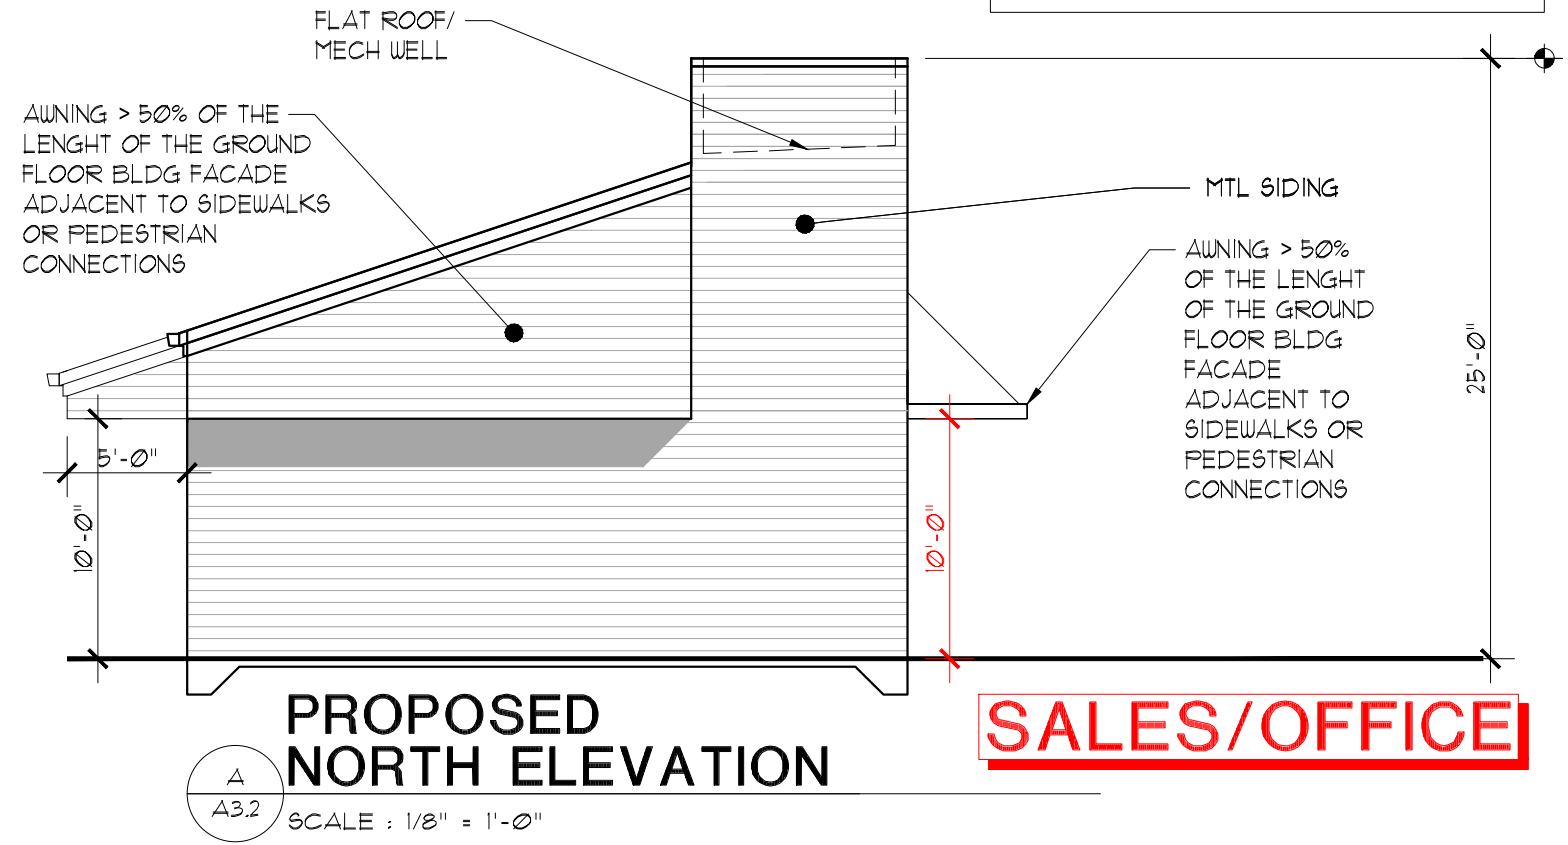 FLAT ROOF/
MECH WELL
AWNING > 50% OF THE
LENGHT OF THE GROUND
FLOOR BLDG FACADE
ADJACENT TO SIDEWALKS
OR PEDESTRIAN
CONNECTIONS
MTL SIDING
AWNING > 50%
OF THE LENGHT
OF THE GROUND
FLOOR BLDG
FACADE
ADJACENT TO
SIDEWALKS OR
PEDESTRIAN
CONNECTIONS
25'-0"
5'-0"
10'-0"
10'-0"
PROPOSED
NORTH ELEVATION
SALES/OFFICE
A
A3.2
SCALE : 1/8" = 1'-0"